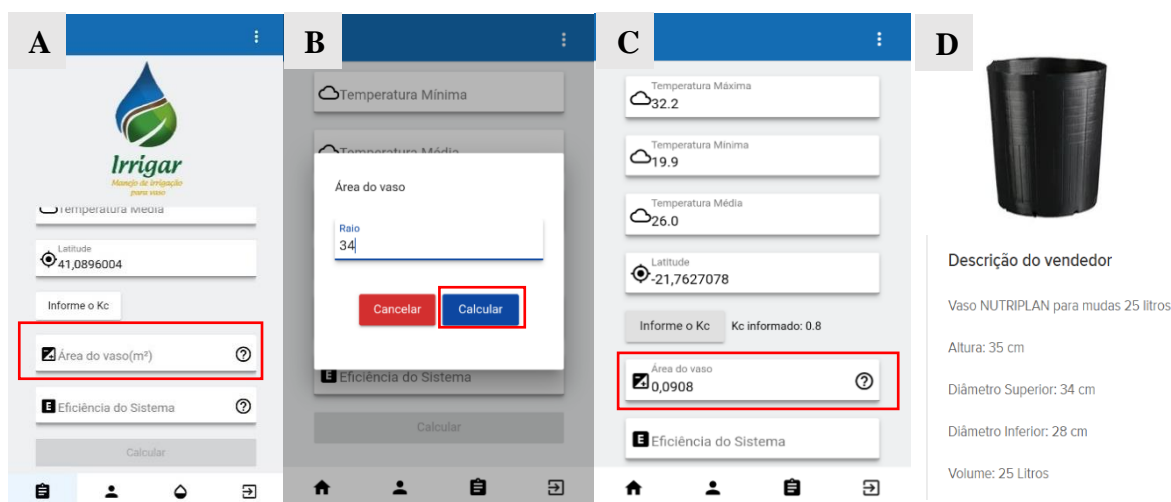 A
Irrigar
Manejo de irrigação
para vaso
Temperatura Média
Latitude
41,0896004
Informe o Kc
Área do vaso(m²)
E Eficiência do Sistema
Calcular
B
Temperatura Mínima
Temperatura Média
Área do vaso
Raio
34
Cancelar
Calcular
E Eficiência do Sistema
Calcular
C
Temperatura Máxima
32.2
Temperatura Mínima
19.9
Temperatura Média
26.0
Latitude
-21,7627078
Informe o Kc Kc informado: 0.8
Área do vaso
0,0908
E Eficiência do Sistema
D
Descrição do vendedor
Vaso NUTRIPLAN para mudas 25 litros
Altura: 35 cm
Diâmetro Superior: 34 cm
Diâmetro Inferior: 28 cm
Volume: 25 Litros